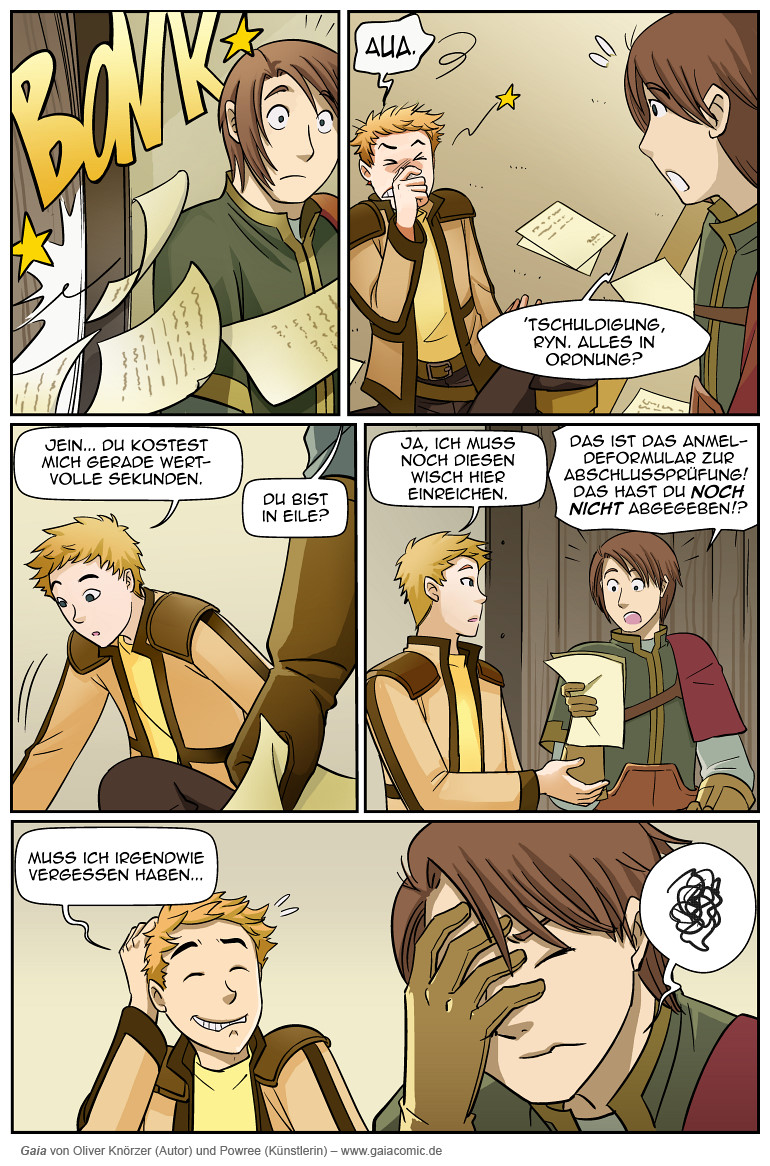 BONK
AUA.
'TSCHULDIGUNG,
RYN. ALLES IN
ORDNUNG?
JEIN... DU KOSTEST
MICH GERADE WERT-
VOLLE SEKUNDEN.
DU BIST
IN EILE?
JA, ICH MUSS
NOCH DIESEN
WISCH HIER
EINREICHEN.
DAS IST DAS ANMEL-
DEFORMULAR ZUR
ABSCHLUSSPRÜFUNG!
DAS HAST DU NOCH
NICHT ABGEGEBEN!?
MUSS ICH IRGENDWIE
VERGESSEN HABEN...
Gaia von Oliver Knörzer (Autor) und Powree (Künstlerin) – www.gaiacomic.de